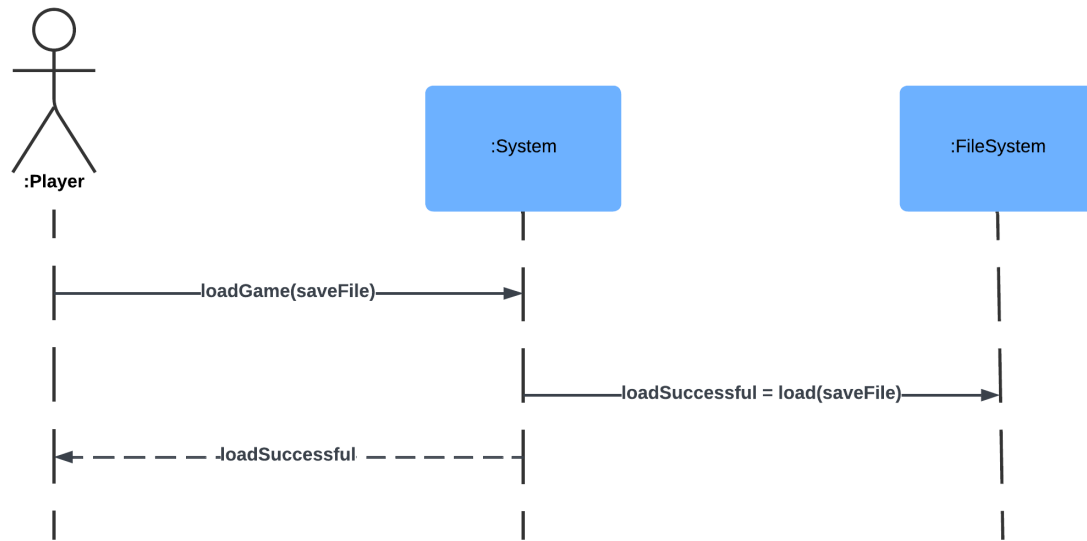 :System
:FileSystem
:Player
loadGame(saveFile)
loadSuccessful = load(saveFile)
loadSuccessful